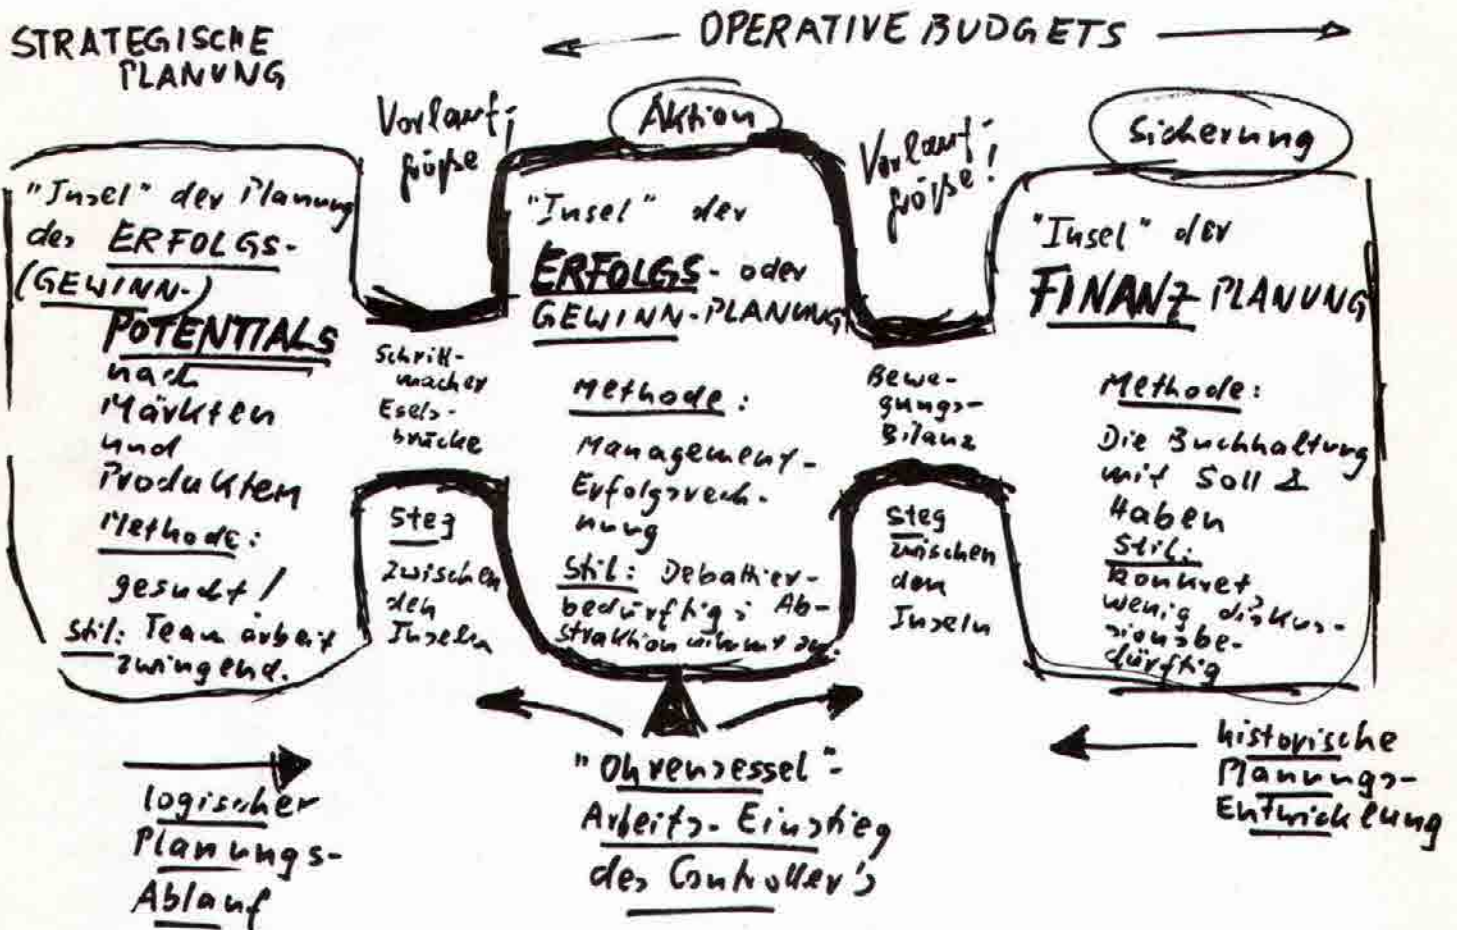 STRATEGISCHE
PLANUNG
OPERATIVE BUDGETS
"Insel" der Planung
des ERFOLGS-
(GEWINN-)
POTENTIALS
nach
Märkten
und
Produkten
Methode:
gesucht!
Stil: Teamarbeit
zwingend.
Vorlauf-
größe!
Schritt-
macher
Esels-
brücke
Steg
zwischen
den
Inseln
Aktion
"Insel" der
ERFOLGS- oder
GEWINN-PLANUNG
Methode:
Management-
Erfolgsrech-
nung
Stil: Debattier-
bedürftig; Ab-
straktion nimmt zu.
Vorlauf-
größe!
Bewe-
gungs-
Bilanz
Steg
zwischen
den
Inseln
Sicherung
"Insel" der
FINANZ-PLANUNG
Methode:
Die Buchhaltung
mit Soll &
Haben
Stil:
Konkret
wenig diskus-
sionsbe-
dürftig
logischer
Planungs-
Ablauf
"Ohrensessel"-
Arbeits-Einstieg
des Controller's
historische
Planungs-
Entwicklung